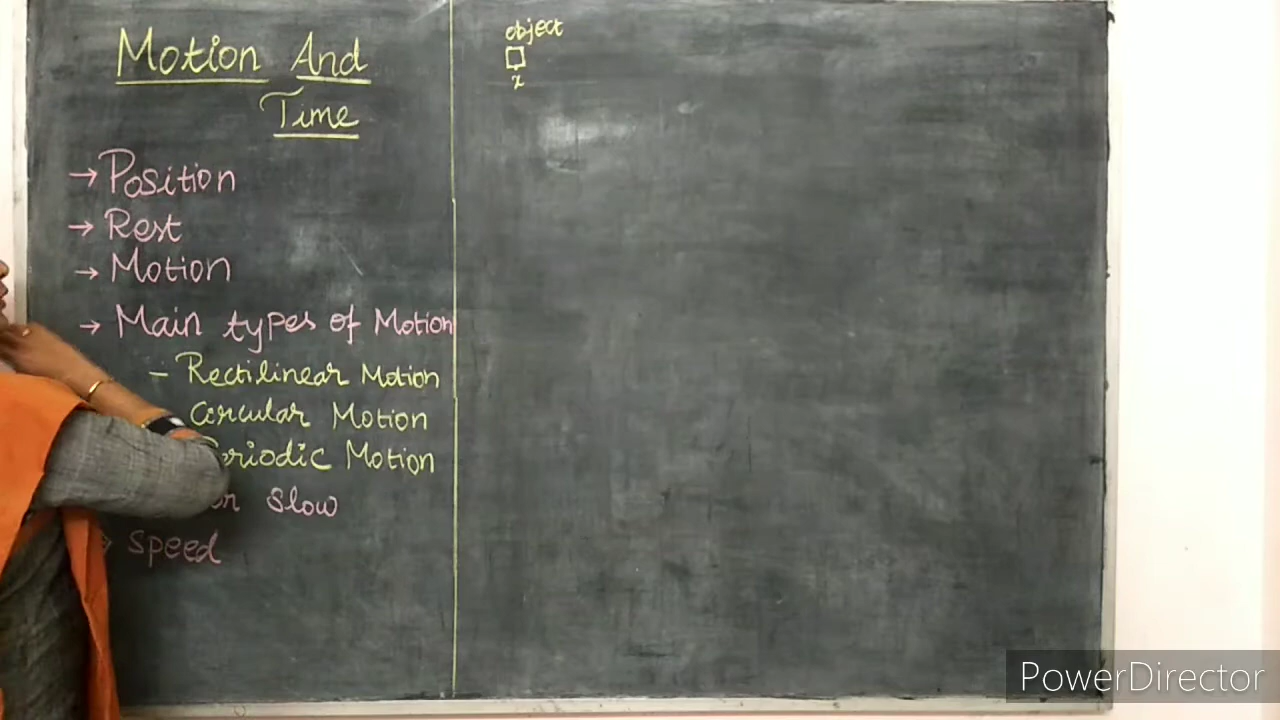 Motion And
Time
→ Position
→ Rest
→ Motion
→ Main types of Motion
– Rectilinear Motion
Circular Motion
Periodic Motion
or slow
→ speed
object
x
PowerDirector